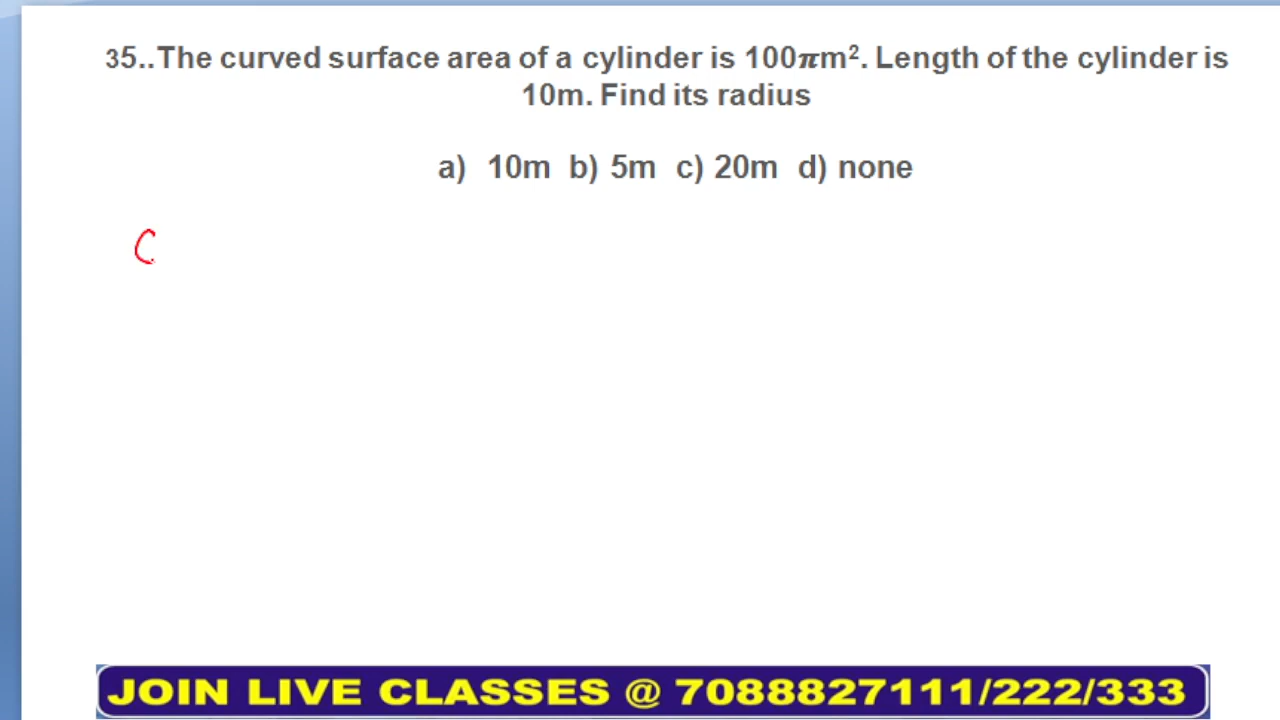 35..The curved surface area of a cylinder is 100πm². Length of the cylinder is
10m. Find its radius
a) 10m b) 5m c) 20m d) none
C
JOIN LIVE CLASSES @ 7088827111/222/333